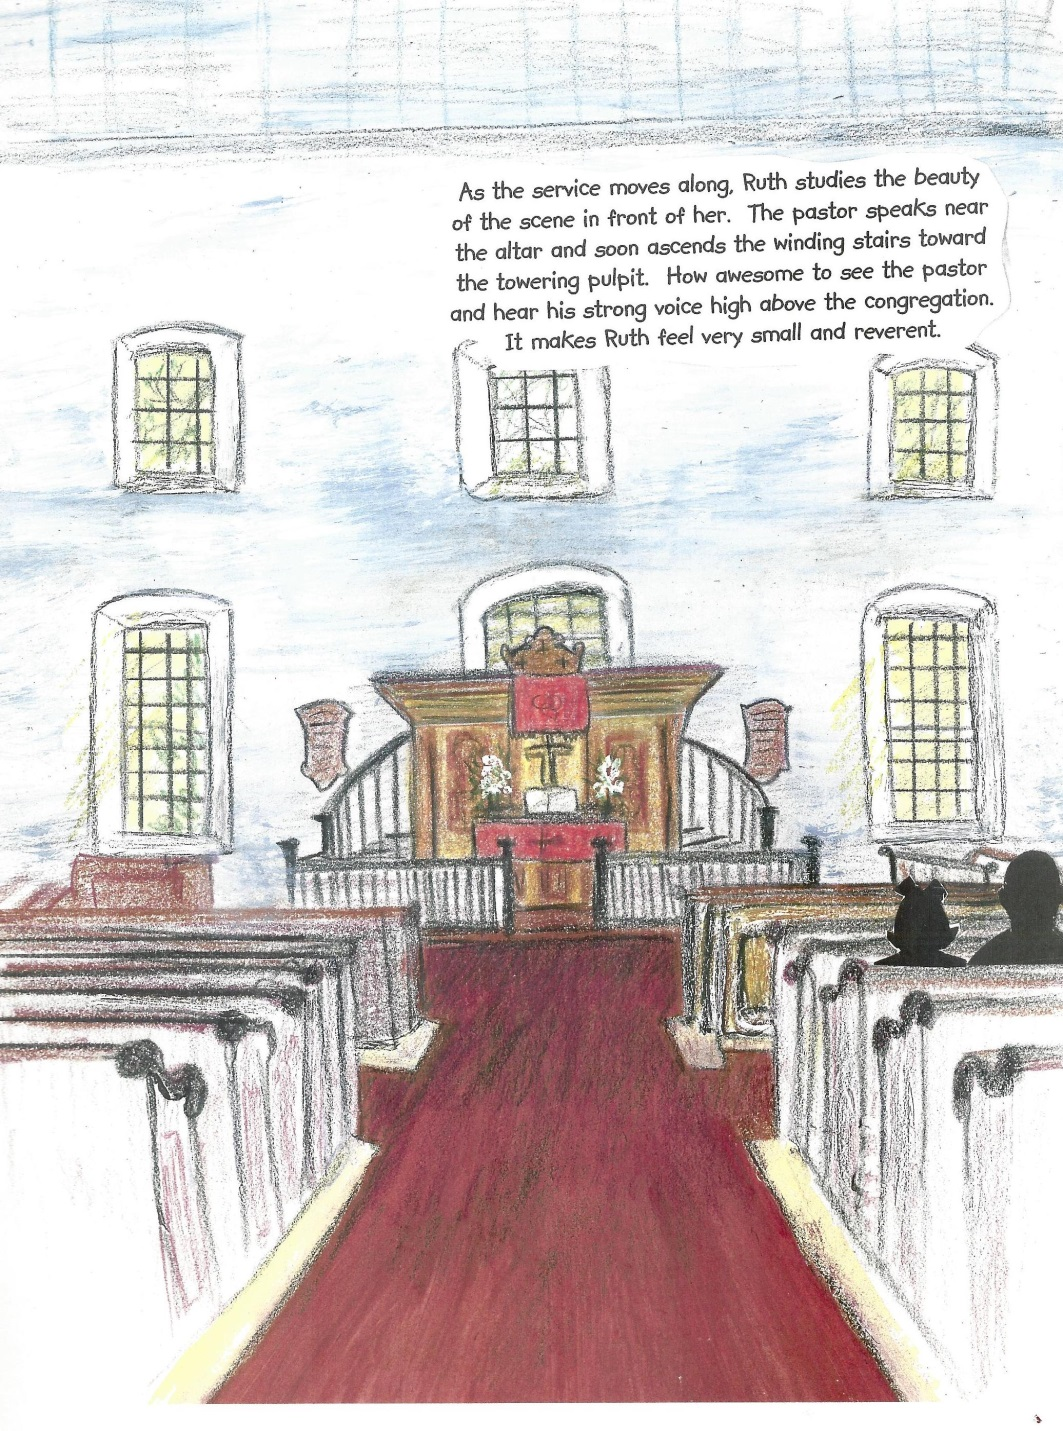 As the service moves along, Ruth studies the beauty
of the scene in front of her. The pastor speaks near
the altar and soon ascends the winding stairs toward
the towering pulpit. How awesome to see the pastor
and hear his strong voice high above the congregation.
It makes Ruth feel very small and reverent.